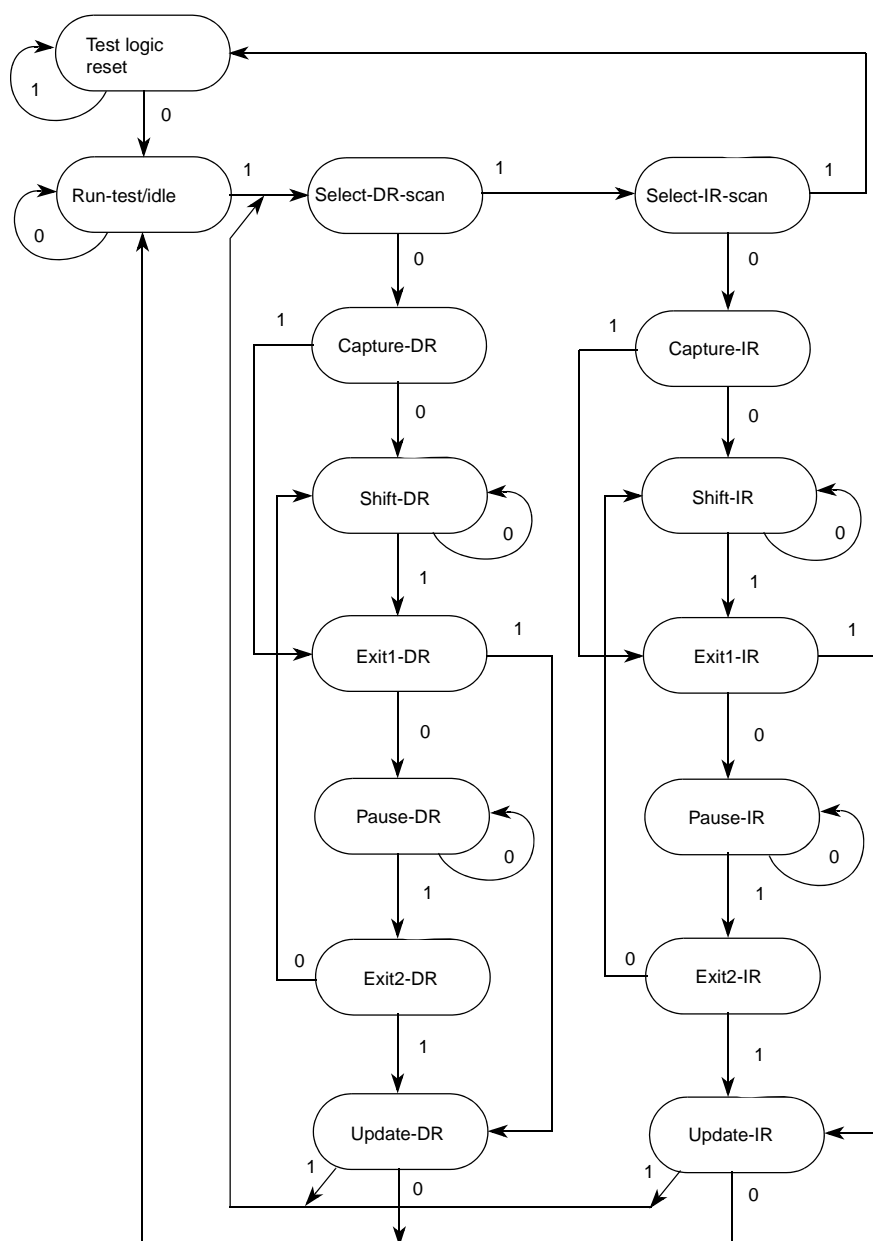 Test logic
reset
1
0
Run-test/idle
1
Select-DR-scan
1
Select-IR-scan
1
0
0
0
1
Capture-DR
1
Capture-IR
0
0
Shift-DR
0
Shift-IR
0
1
1
Exit1-DR
1
Exit1-IR
1
0
0
Pause-DR
0
Pause-IR
0
1
1
0
Exit2-DR
0
Exit2-IR
1
1
Update-DR
Update-IR
1
0
1
0